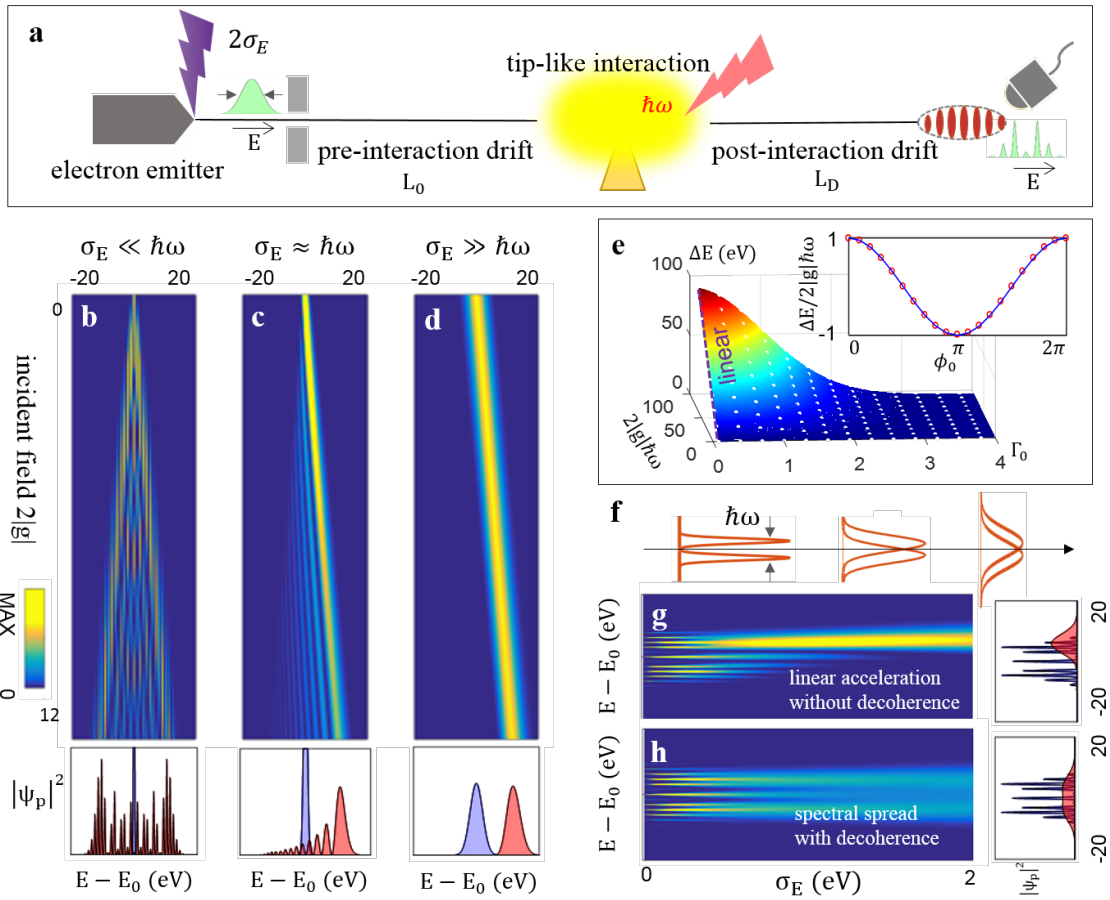 a
2σ_E
E
electron emitter
pre-interaction drift
L_0
tip-like interaction
ħω
post-interaction drift
L_D
E
σ_E ≪ ħω
σ_E ≈ ħω
σ_E ≫ ħω
-20 20
-20 20
-20 20
0
b
c
d
incident field 2|g|
MAX
0
12
|ψ_p|^2
E − E_0 (eV)
E − E_0 (eV)
E − E_0 (eV)
e
ΔE (eV)
100
50
0
linear
100
50
0
2|g|ħω
0 1 2 3 4
Γ_0
1
-1
ΔE/2|g|ħω
0 π 2π
ϕ_0
f
ħω
g
E − E_0 (eV)
linear acceleration
without decoherence
20
-20
h
E − E_0 (eV)
spectral spread
with decoherence
20
-20
0 2
σ_E (eV)
|ψ_p|^2